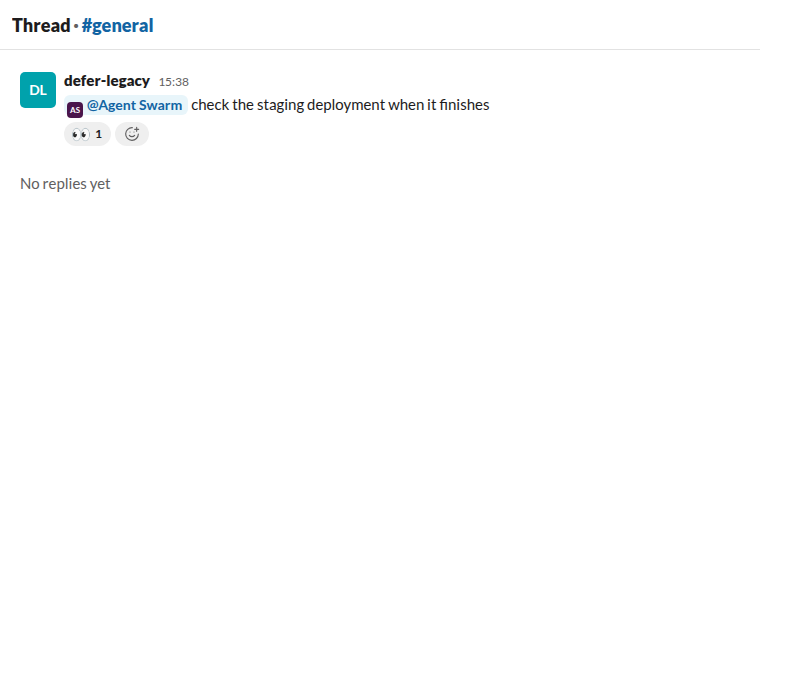 Thread • #general
DL
defer-legacy 15:38
AS @Agent Swarm check the staging deployment when it finishes
👀 1
No replies yet